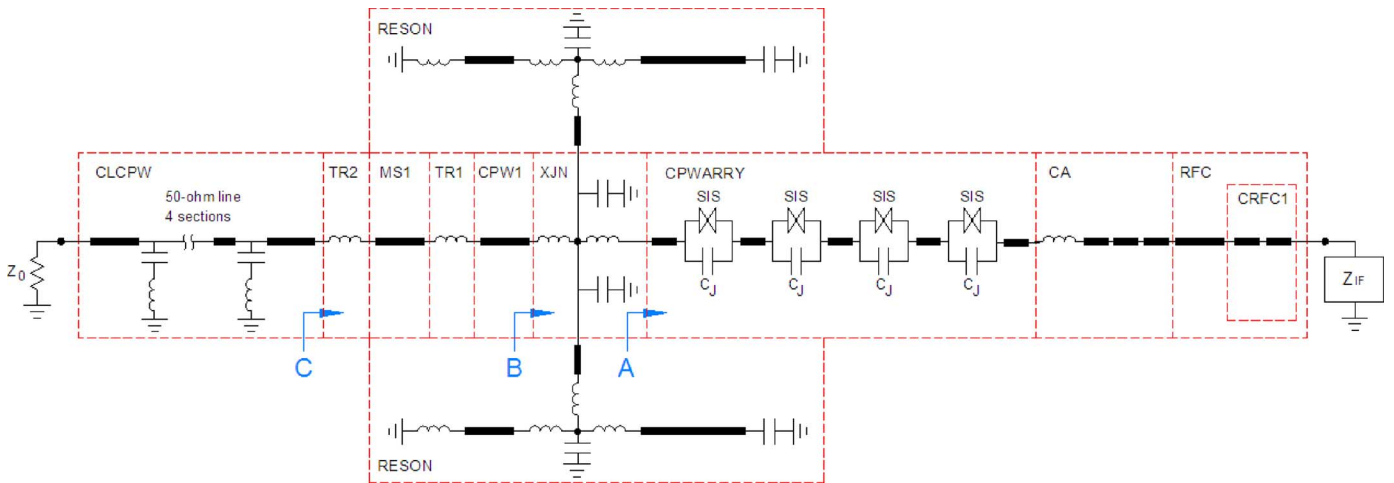 RESON
CLCPW
TR2
MS1
TR1
CPW1
XJN
CPWARRY
CA
RFC
50-ohm line
4 sections
SIS
SIS
SIS
SIS
CRFC1
Z0
CJ
CJ
CJ
CJ
ZIF
C
B
A
RESON